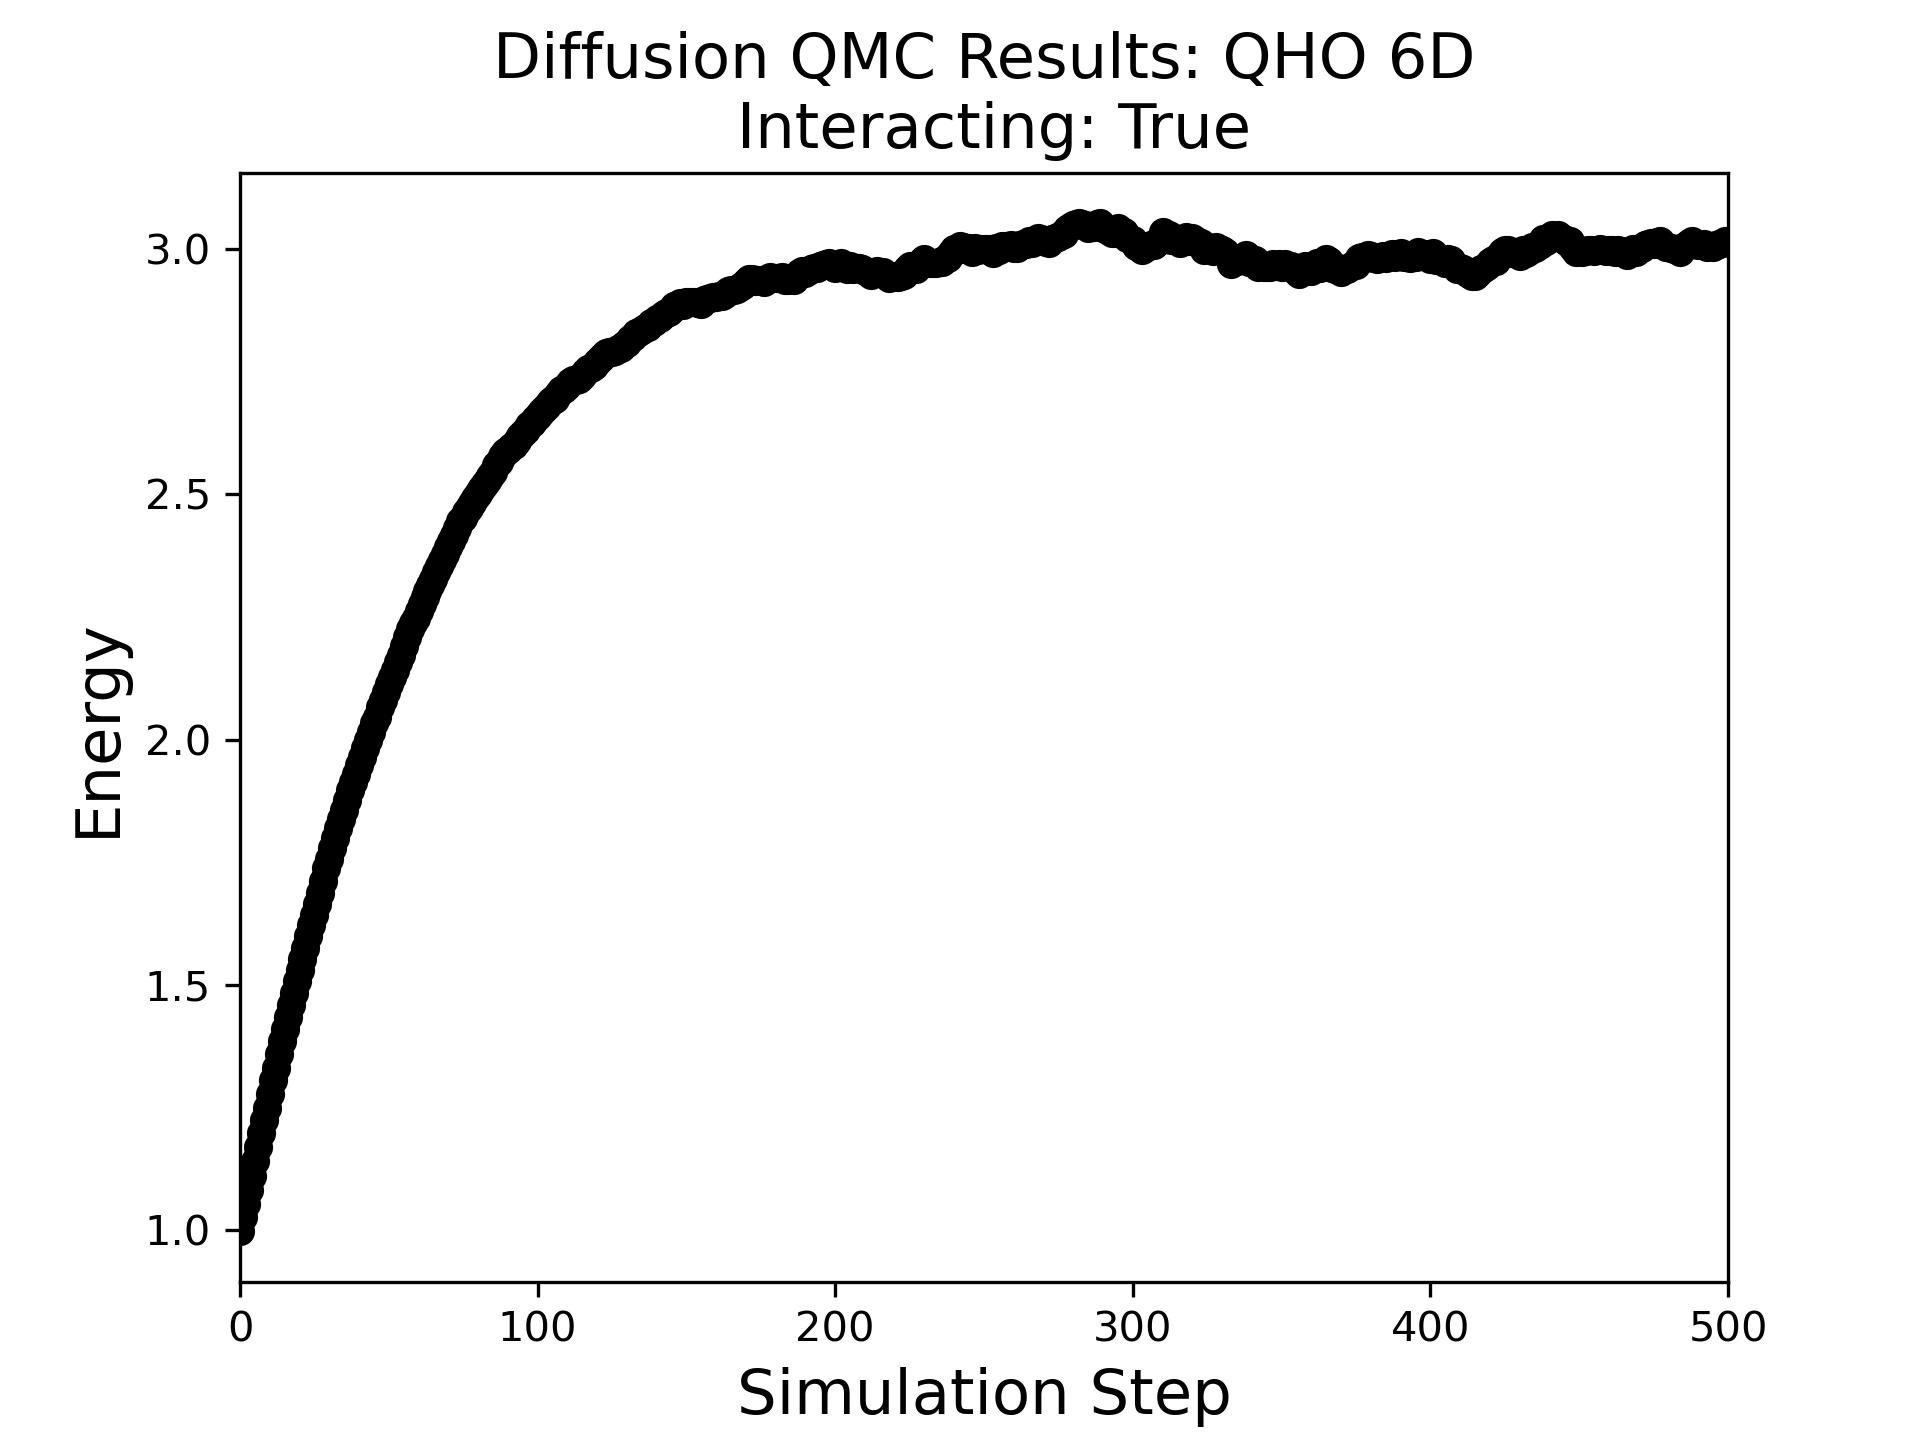 Diffusion QMC Results: QHO 6D
Interacting: True
Energy
3.0
2.5
2.0
1.5
1.0
0 100 200 300 400 500
Simulation Step